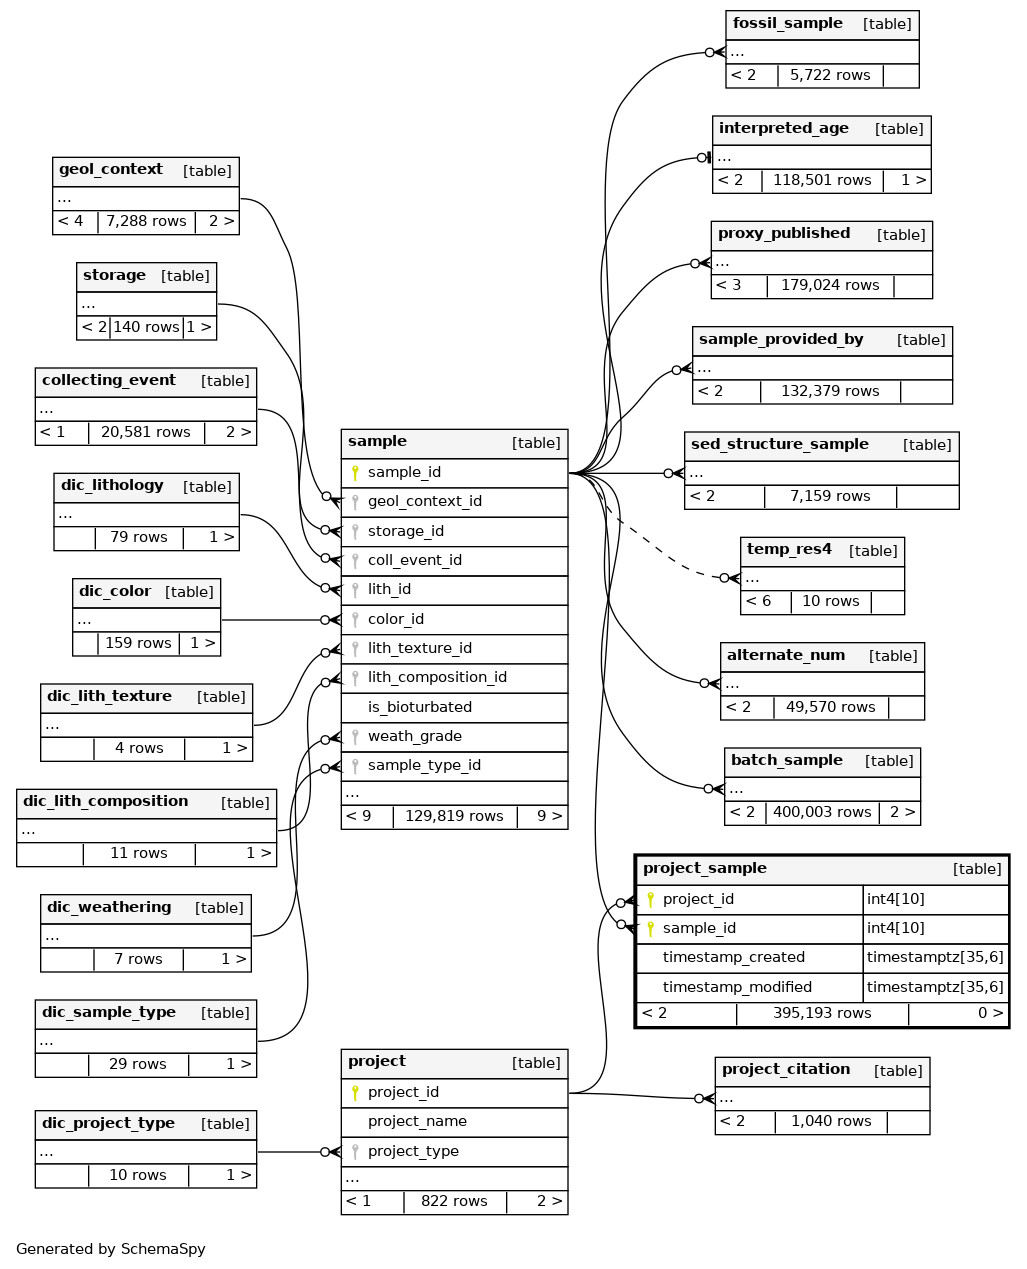 fossil_sample [table]
...
< 2 5,722 rows
interpreted_age [table]
...
< 2 118,501 rows 1 >
geol_context [table]
...
< 4 7,288 rows 2 >
proxy_published [table]
...
< 3 179,024 rows
storage [table]
...
< 2 140 rows 1 >
sample_provided_by [table]
...
< 2 132,379 rows
collecting_event [table]
...
< 1 20,581 rows 2 >
sample [table]
sample_id
geol_context_id
storage_id
coll_event_id
lith_id
color_id
lith_texture_id
lith_composition_id
is_bioturbated
weath_grade
sample_type_id
...
< 9 129,819 rows 9 >
sed_structure_sample [table]
...
< 2 7,159 rows
dic_lithology [table]
...
79 rows 1 >
temp_res4 [table]
...
< 6 10 rows
dic_color [table]
...
159 rows 1 >
alternate_num [table]
...
< 2 49,570 rows
dic_lith_texture [table]
...
4 rows 1 >
batch_sample [table]
...
< 2 400,003 rows 2 >
dic_lith_composition [table]
...
11 rows 1 >
project_sample [table]
project_id int4[10]
sample_id int4[10]
timestamp_created timestamptz[35,6]
timestamp_modified timestamptz[35,6]
< 2 395,193 rows 0 >
dic_weathering [table]
...
7 rows 1 >
dic_sample_type [table]
...
29 rows 1 >
project [table]
project_id
project_name
project_type
...
< 1 822 rows 2 >
project_citation [table]
...
< 2 1,040 rows
dic_project_type [table]
...
10 rows 1 >
Generated by SchemaSpy